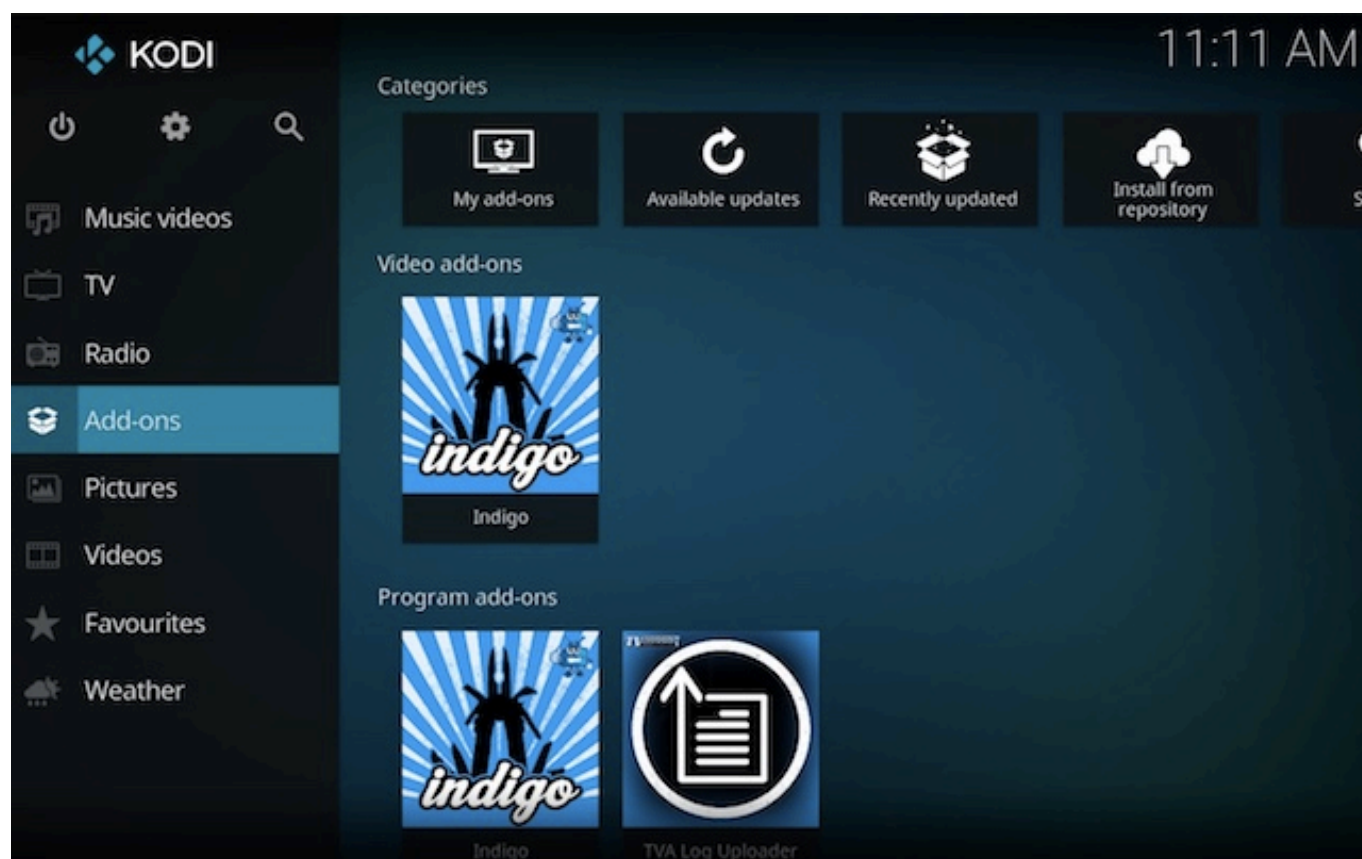 KODI
11:11 AM
Categories
My add-ons
Available updates
Recently updated
Install from
repository
Music videos
TV
Radio
Add-ons
Pictures
Videos
Favourites
Weather
Video add-ons
indigo
Indigo
Program add-ons
indigo
Indigo
TVA Log Uploader